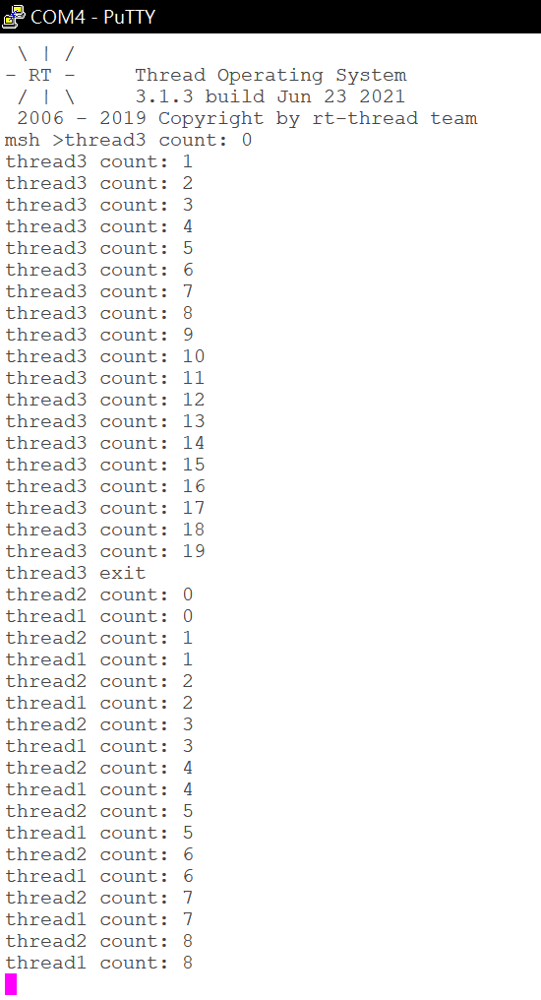 COM4 - PuTTY
 \ | /
- RT -     Thread Operating System
 / | \     3.1.3 build Jun 23 2021
 2006 - 2019 Copyright by rt-thread team
msh >thread3 count: 0
thread3 count: 1
thread3 count: 2
thread3 count: 3
thread3 count: 4
thread3 count: 5
thread3 count: 6
thread3 count: 7
thread3 count: 8
thread3 count: 9
thread3 count: 10
thread3 count: 11
thread3 count: 12
thread3 count: 13
thread3 count: 14
thread3 count: 15
thread3 count: 16
thread3 count: 17
thread3 count: 18
thread3 count: 19
thread3 exit
thread2 count: 0
thread1 count: 0
thread2 count: 1
thread1 count: 1
thread2 count: 2
thread1 count: 2
thread2 count: 3
thread1 count: 3
thread2 count: 4
thread1 count: 4
thread2 count: 5
thread1 count: 5
thread2 count: 6
thread1 count: 6
thread2 count: 7
thread1 count: 7
thread2 count: 8
thread1 count: 8